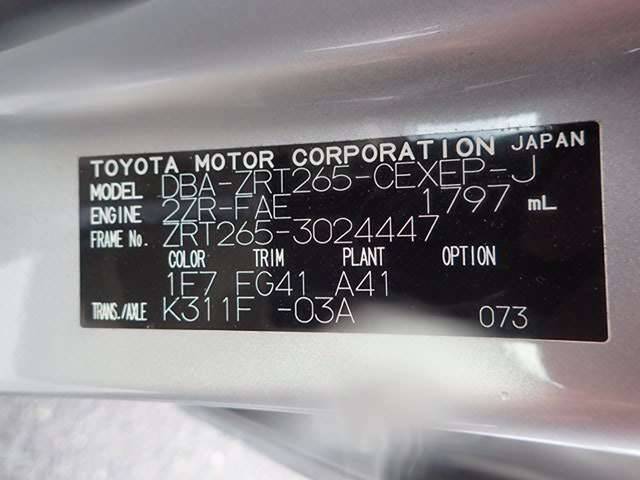 TOYOTA MOTOR CORPORATION JAPAN
MODEL DBA-ZRT265-CEXEP-J
ENGINE 2ZR-FAE 1797 mL
FRAME No. ZRT265-3024447
COLOR TRIM PLANT OPTION
1F7 FG41 A41
TRANS./AXLE K311F -03A 073